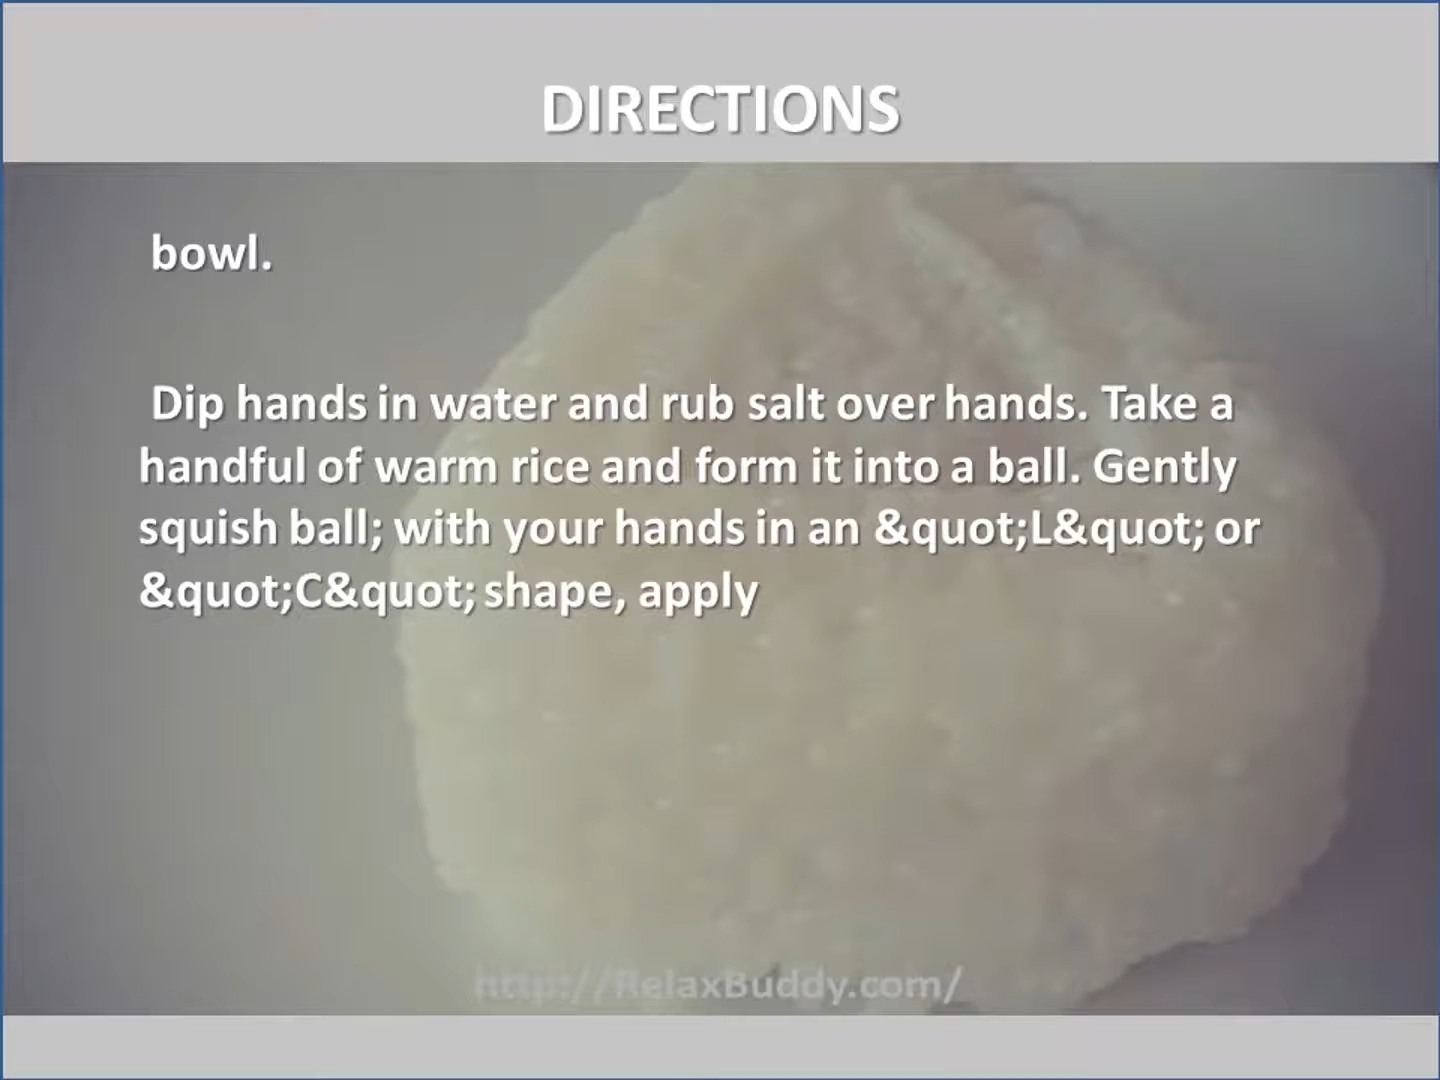 DIRECTIONS
bowl.
Dip hands in water and rub salt over hands. Take a
handful of warm rice and form it into a ball. Gently
squish ball; with your hands in an &quot;L&quot; or
&quot;C&quot; shape, apply
http://RelaxBuddy.com/